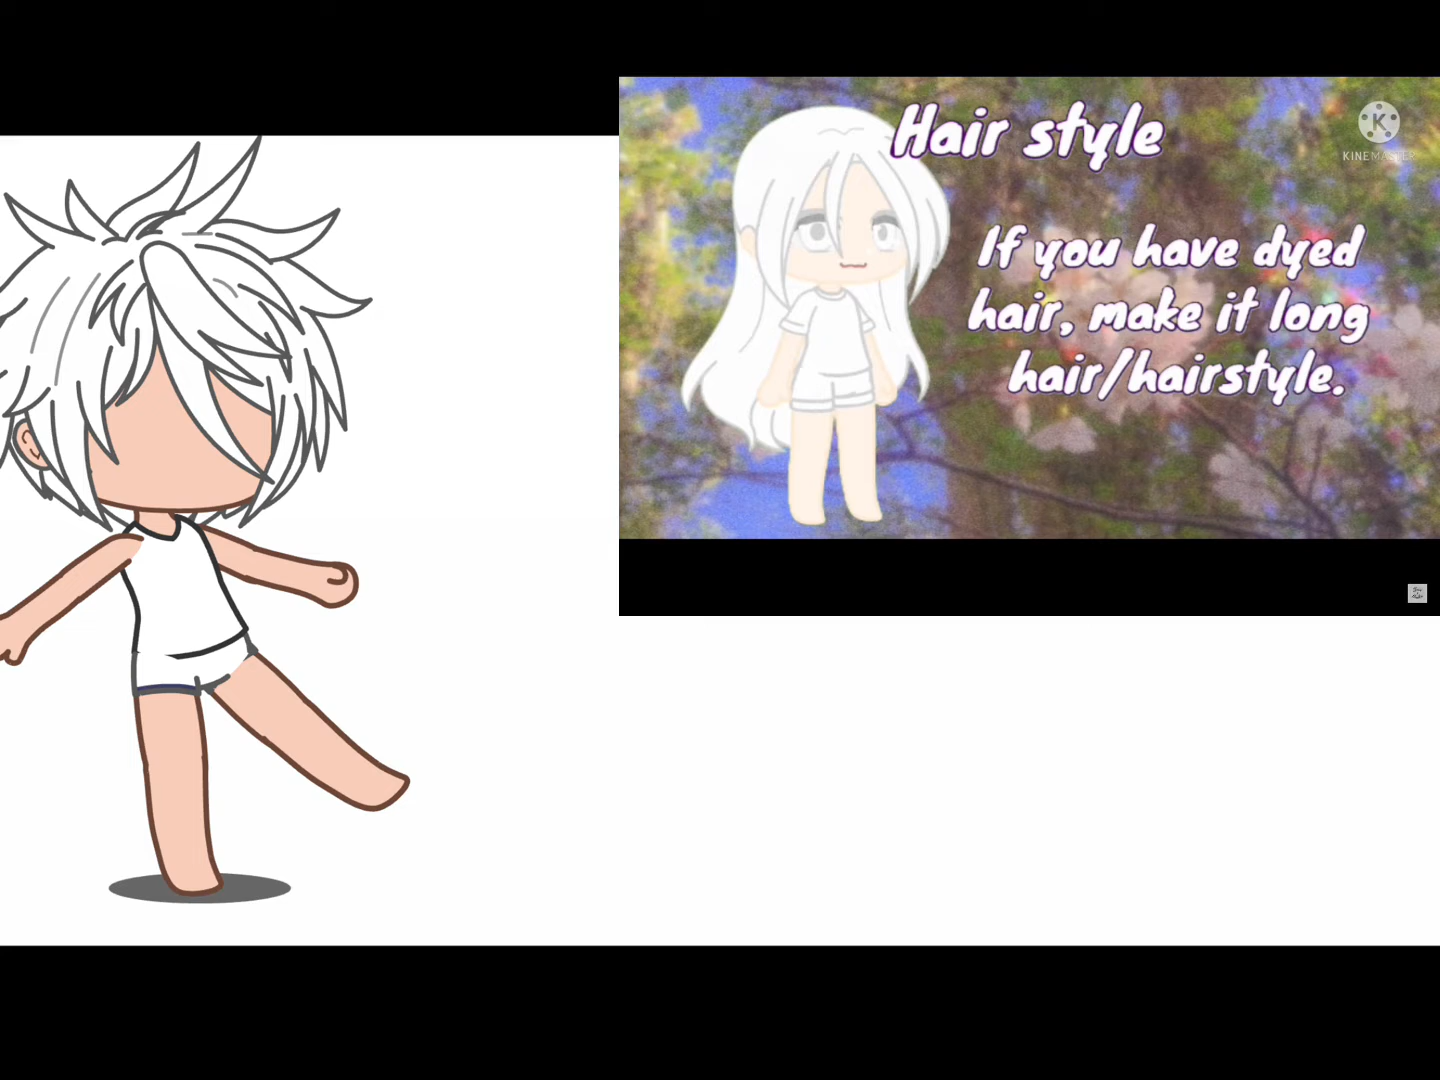 Hair style
KINEMASTER
If you have dyed
hair, make it long
hair/hairstyle.